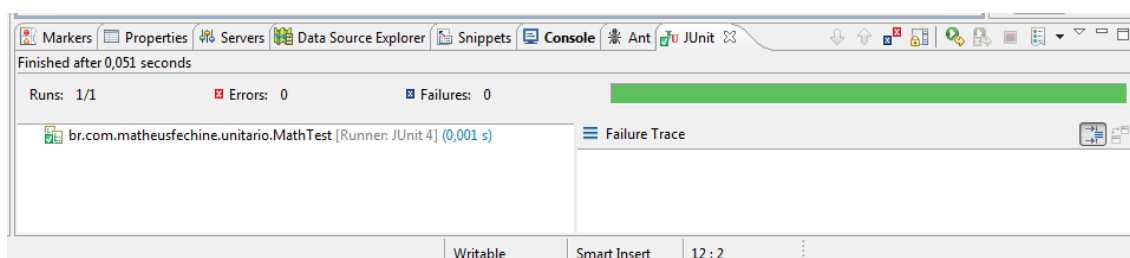 Markers Properties Servers Data Source Explorer Snippets Console Ant JU JUnit
Finished after 0,051 seconds
Runs: 1/1 Errors: 0 Failures: 0
br.com.matheusfechine.unitario.MathTest [Runner: JUnit 4] (0,001 s) Failure Trace
Writable Smart Insert 12 : 2